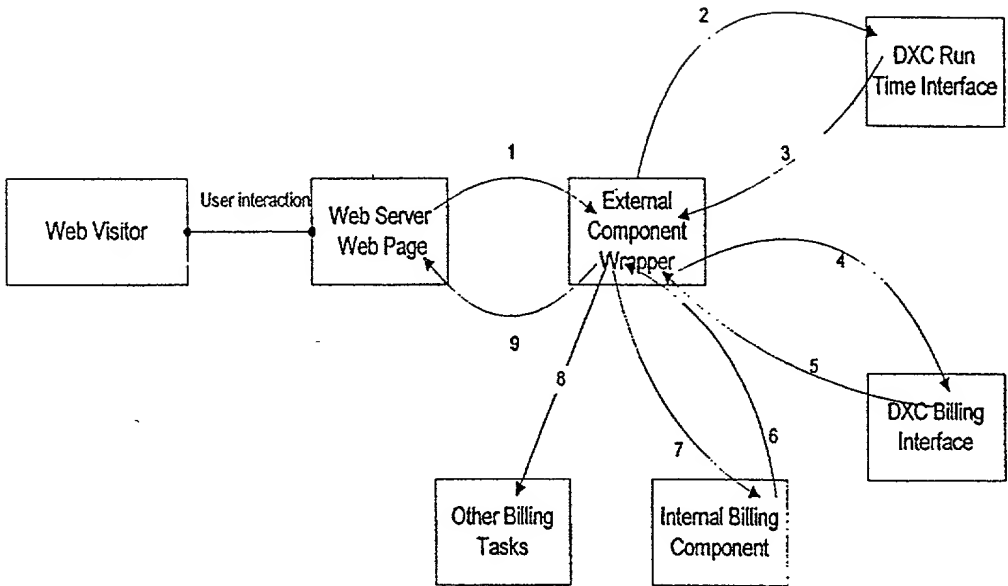 2
DXC Run
Time Interface
1
3
User interaction
Web Visitor
Web Server
Web Page
External
Component
Wrapper
4
9
5
8
DXC Billing
Interface
7
6
Other Billing
Tasks
Internal Billing
Component